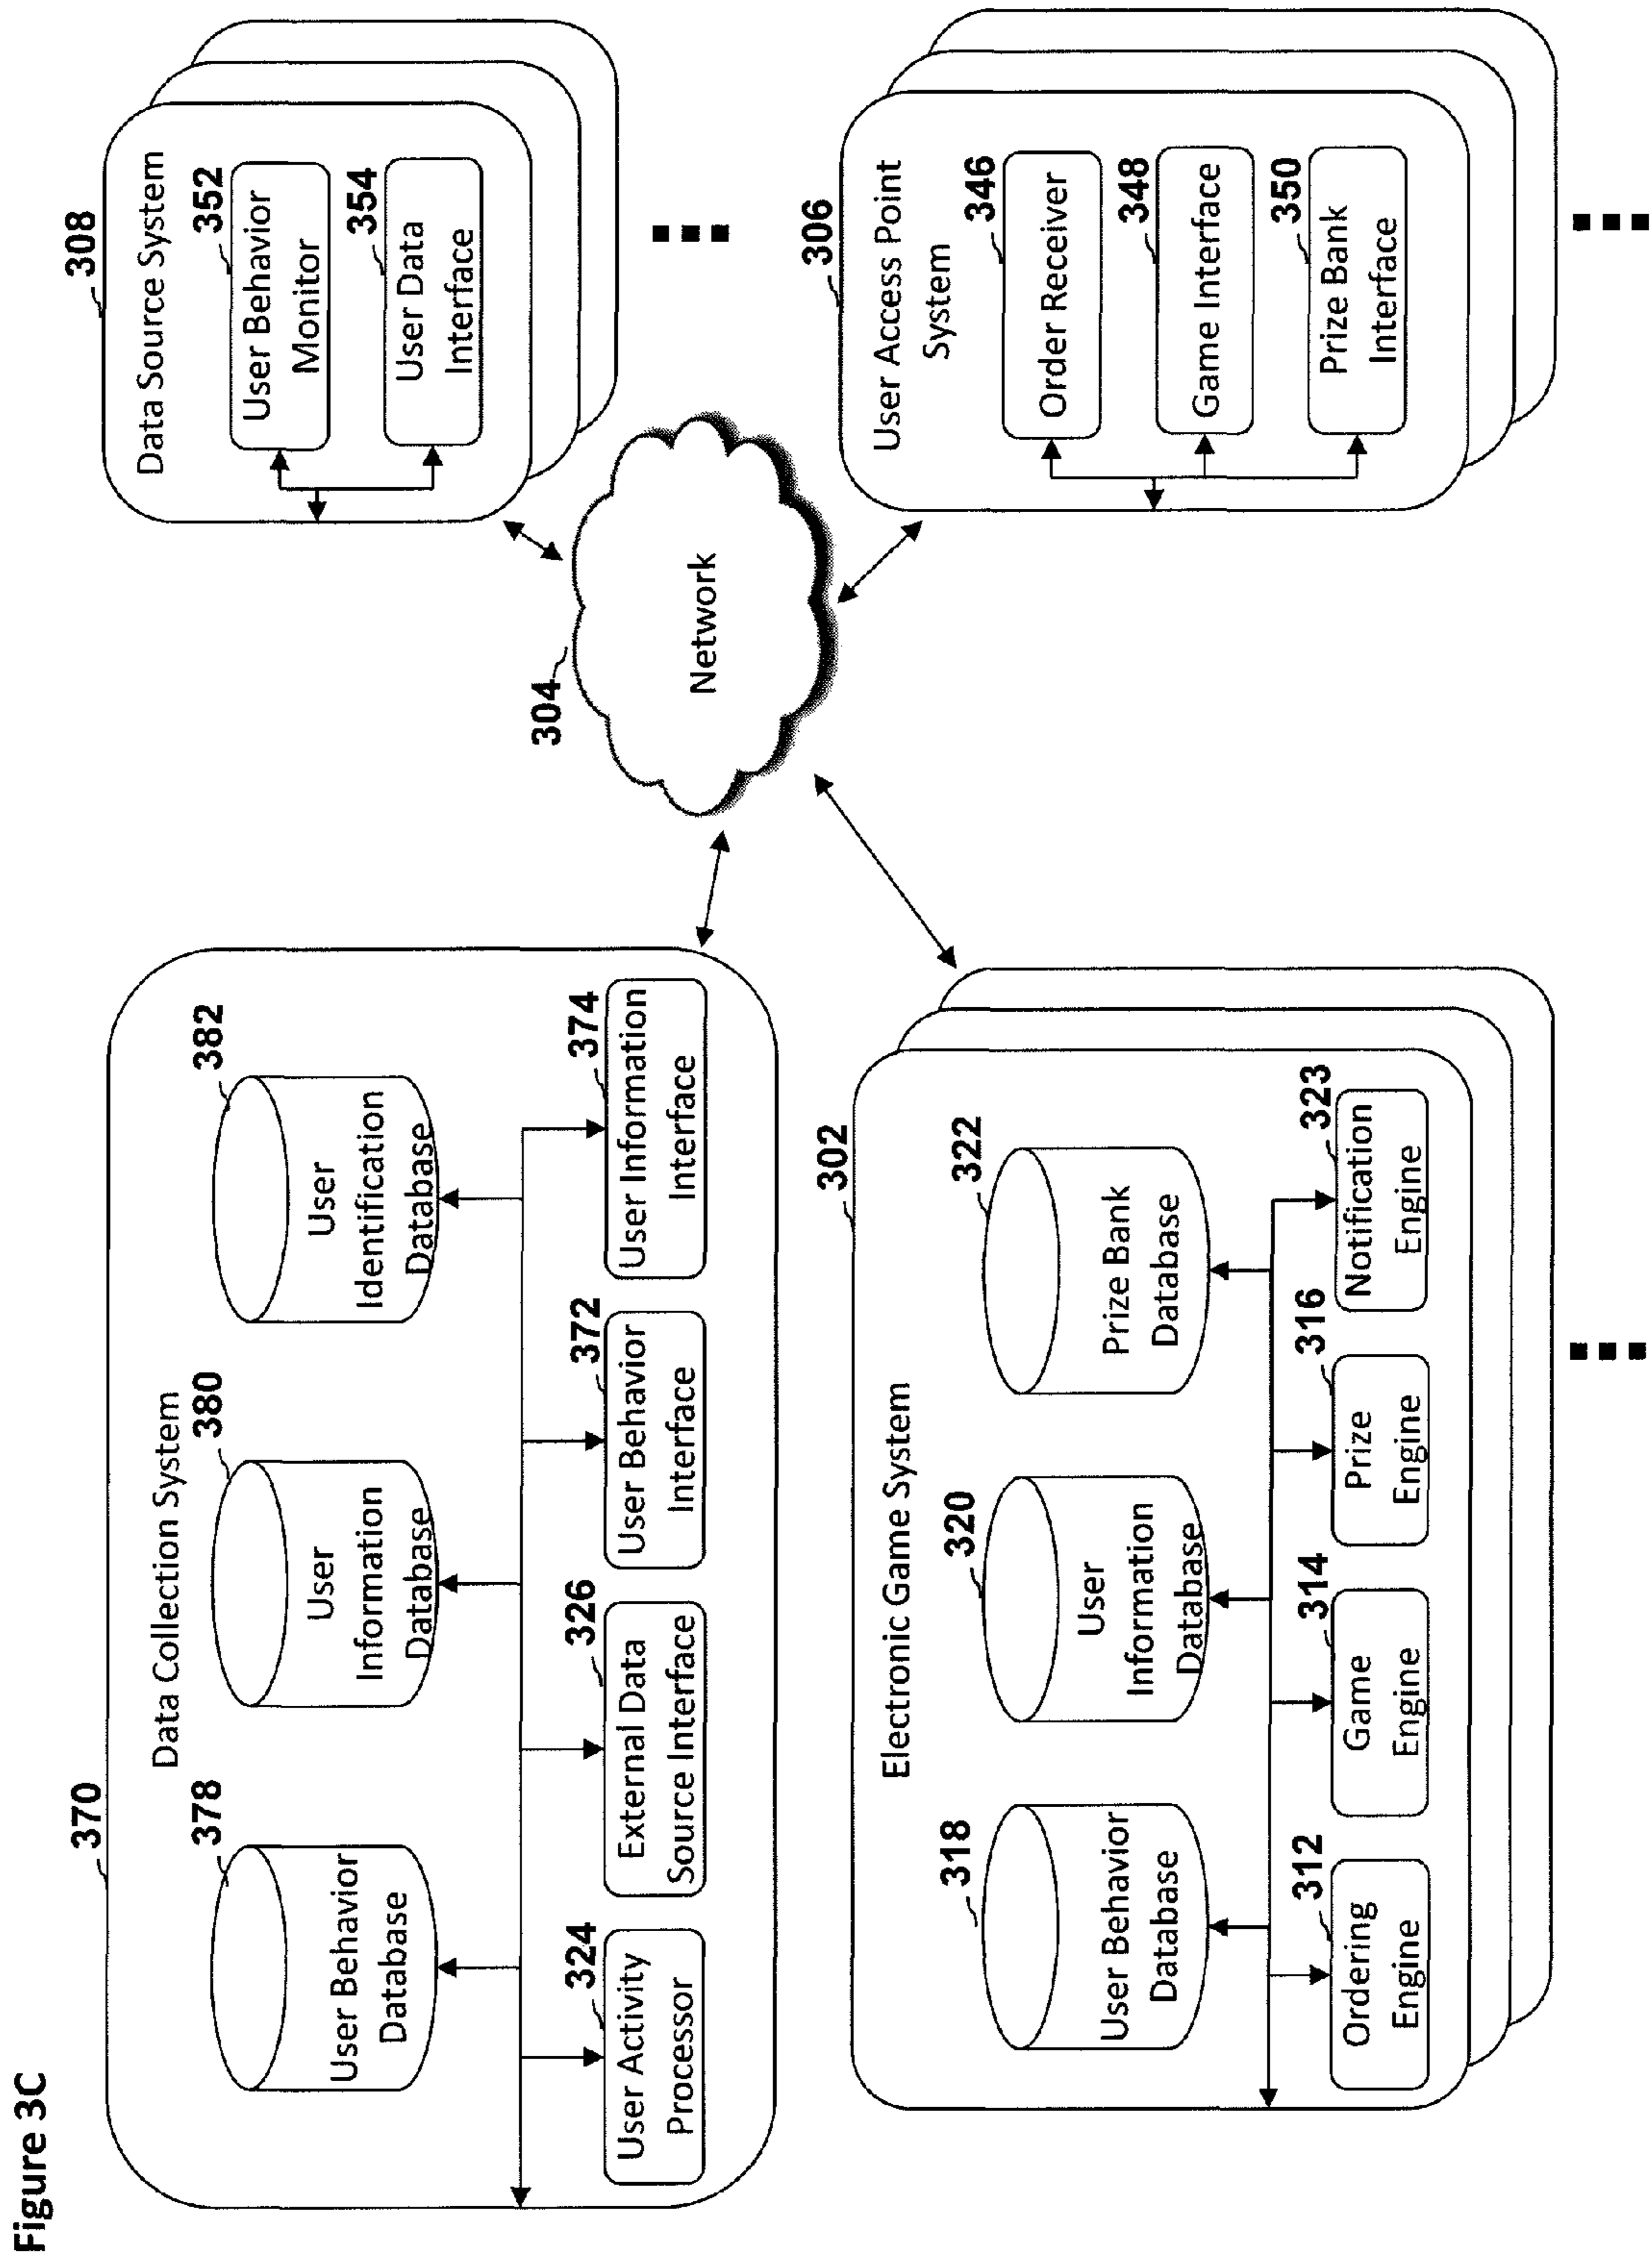 Figure 3C
370
Data Collection System
378
User Behavior
Database
380
User
Information
Database
382
User
Identification
Database
324
User Activity
Processor
326
External Data
Source Interface
372
User Behavior
Interface
374
User Information
Interface
308
Data Source System
352
User Behavior
Monitor
354
User Data
Interface
304
Network
302
Electronic Game System
318
User Behavior
Database
320
User
Information
Database
322
Prize Bank
Database
312
Ordering
Engine
314
Game
Engine
316
Prize
Engine
323
Notification
Engine
306
User Access Point
System
346
Order Receiver
348
Game Interface
350
Prize Bank
Interface